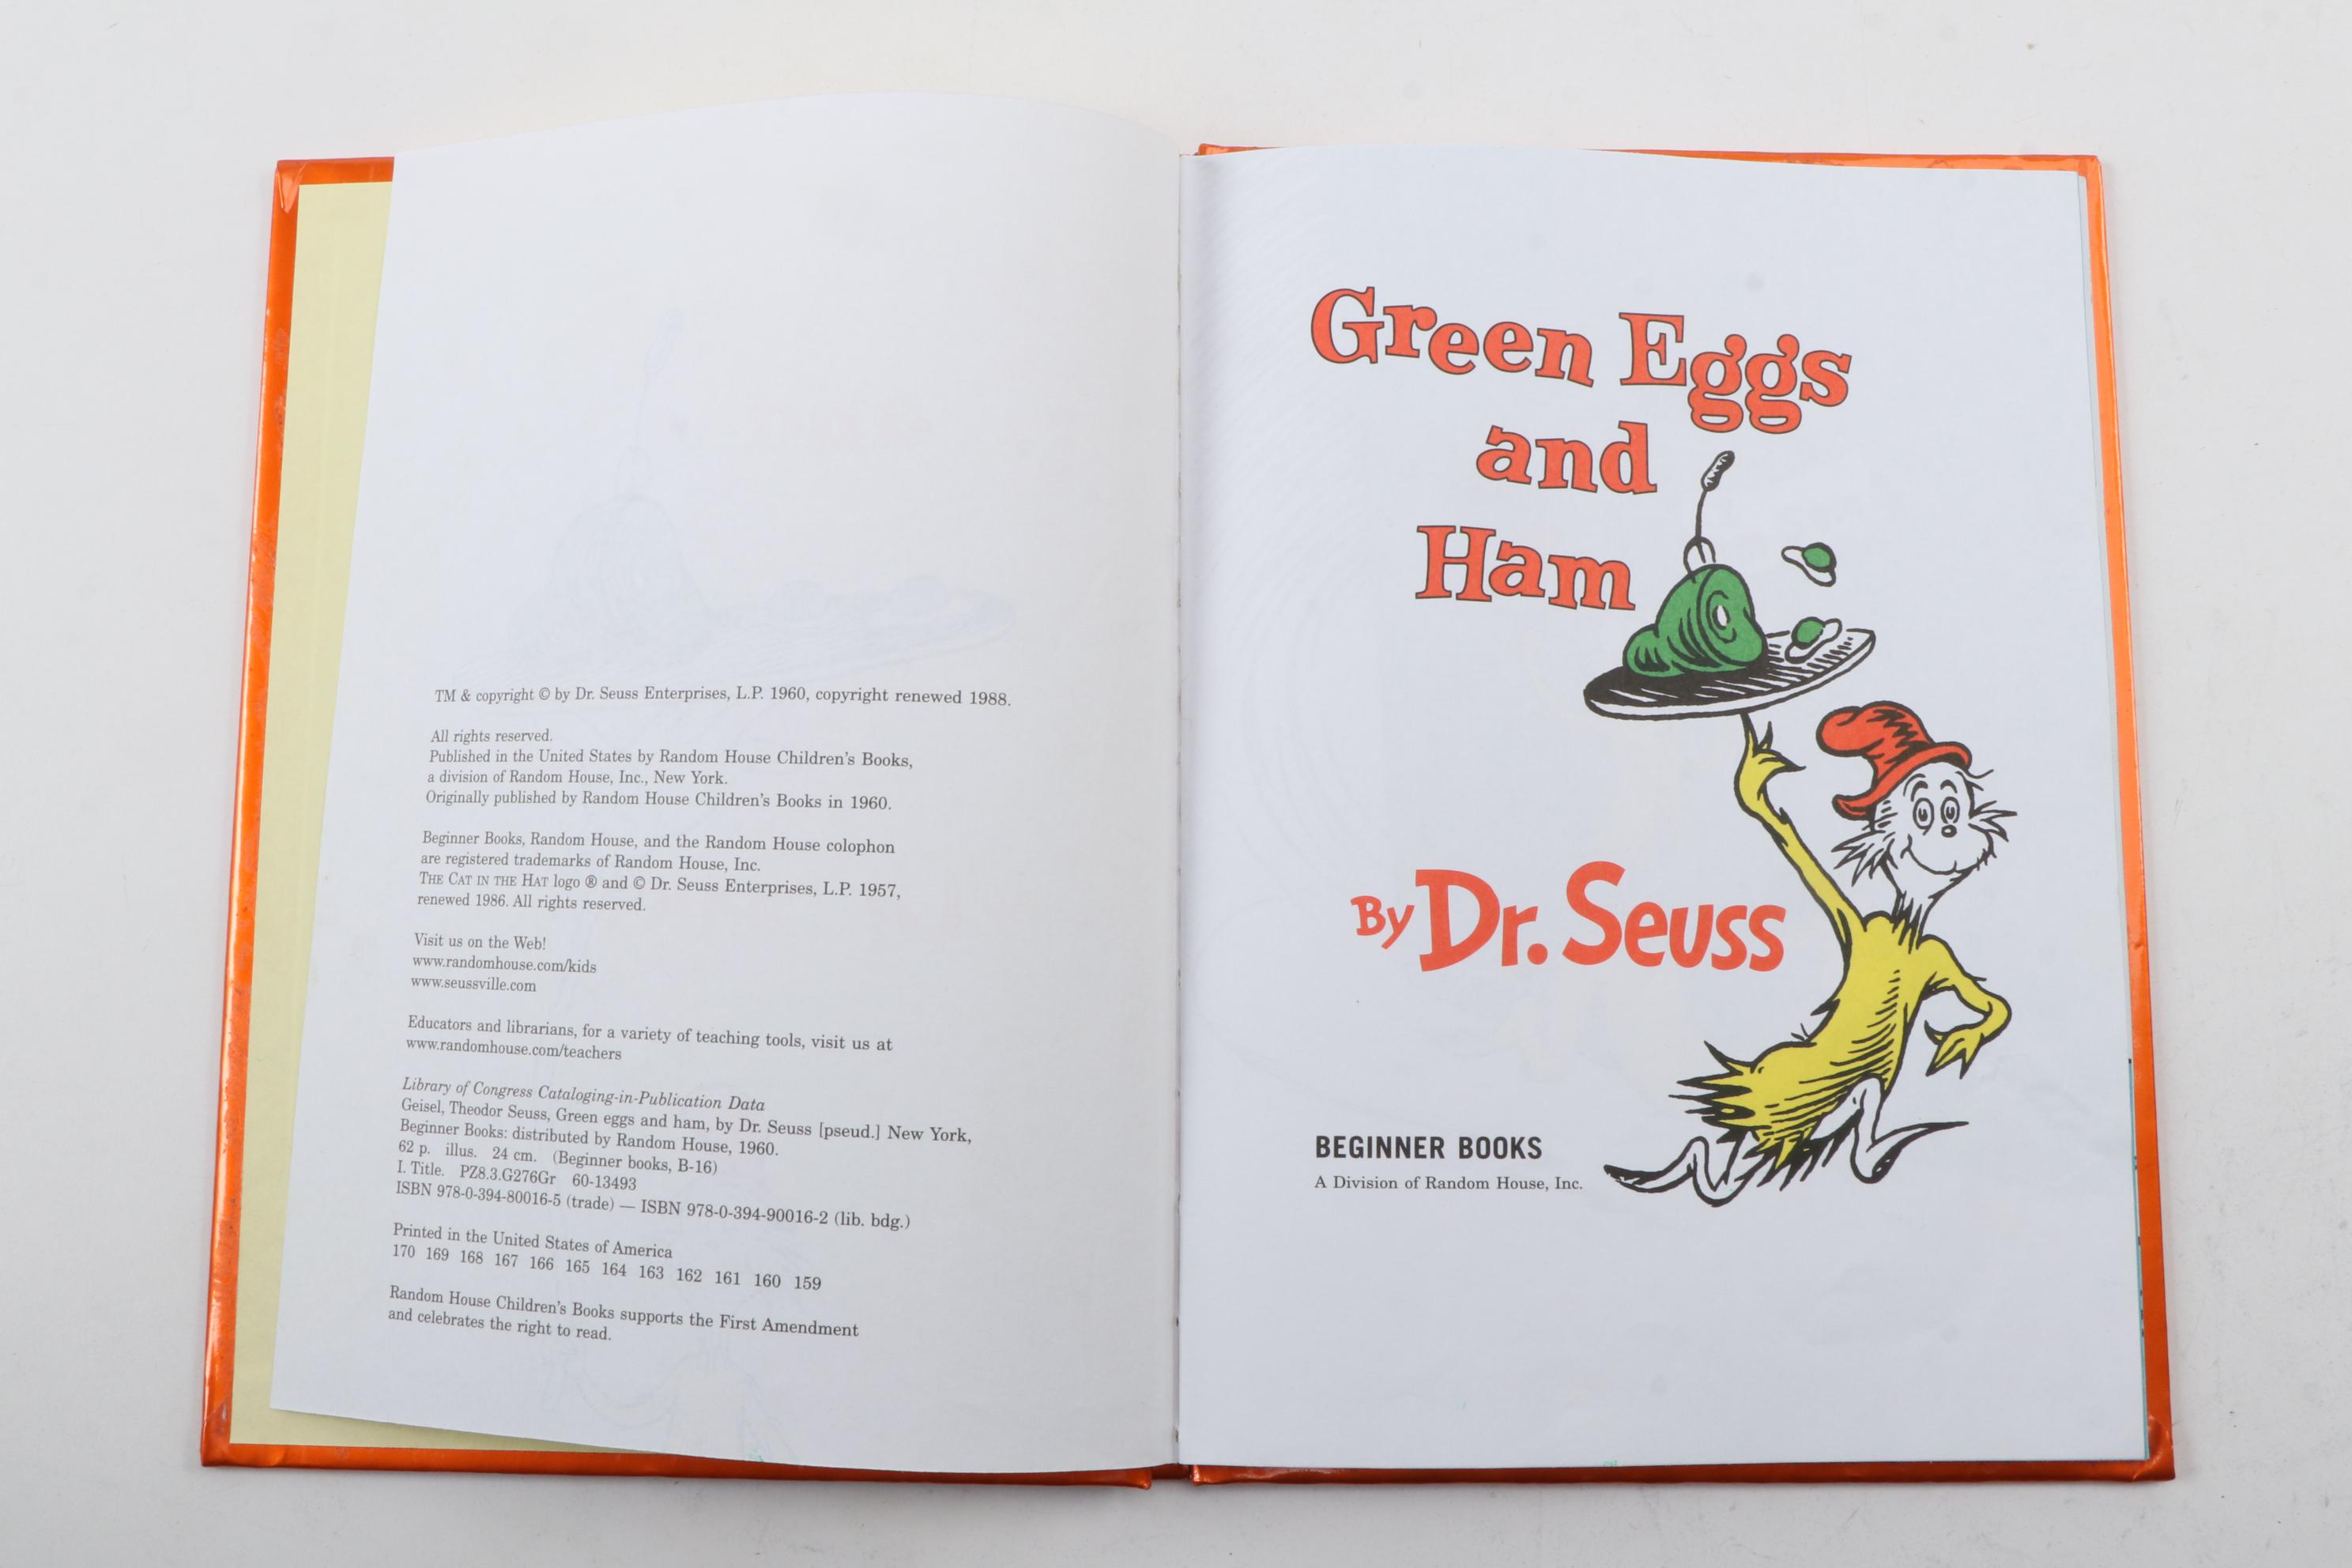 TM & copyright © by Dr. Seuss Enterprises, L.P. 1960, copyright renewed 1988.
All rights reserved.
Published in the United States by Random House Children's Books,
a division of Random House, Inc., New York.
Originally published by Random House Children's Books in 1960.
Beginner Books, Random House, and the Random House colophon
are registered trademarks of Random House, Inc.
THE CAT IN THE HAT logo ® and © Dr. Seuss Enterprises, L.P. 1957,
renewed 1986. All rights reserved.
Visit us on the Web!
www.randomhouse.com/kids
www.seussville.com
Educators and librarians, for a variety of teaching tools, visit us at
www.randomhouse.com/teachers
Library of Congress Cataloging-in-Publication Data
Geisel, Theodor Seuss, Green eggs and ham, by Dr. Seuss [pseud.] New York,
Beginner Books: distributed by Random House, 1960.
62 p. illus. 24 cm. (Beginner books, B-16)
I. Title. PZ8.3.G276Gr 60-13493
ISBN 978-0-394-80016-5 (trade) — ISBN 978-0-394-90016-2 (lib. bdg.)
Printed in the United States of America
170 169 168 167 166 165 164 163 162 161 160 159
Random House Children's Books supports the First Amendment
and celebrates the right to read.
Green Eggs
and
Ham
By Dr. Seuss
BEGINNER BOOKS
A Division of Random House, Inc.